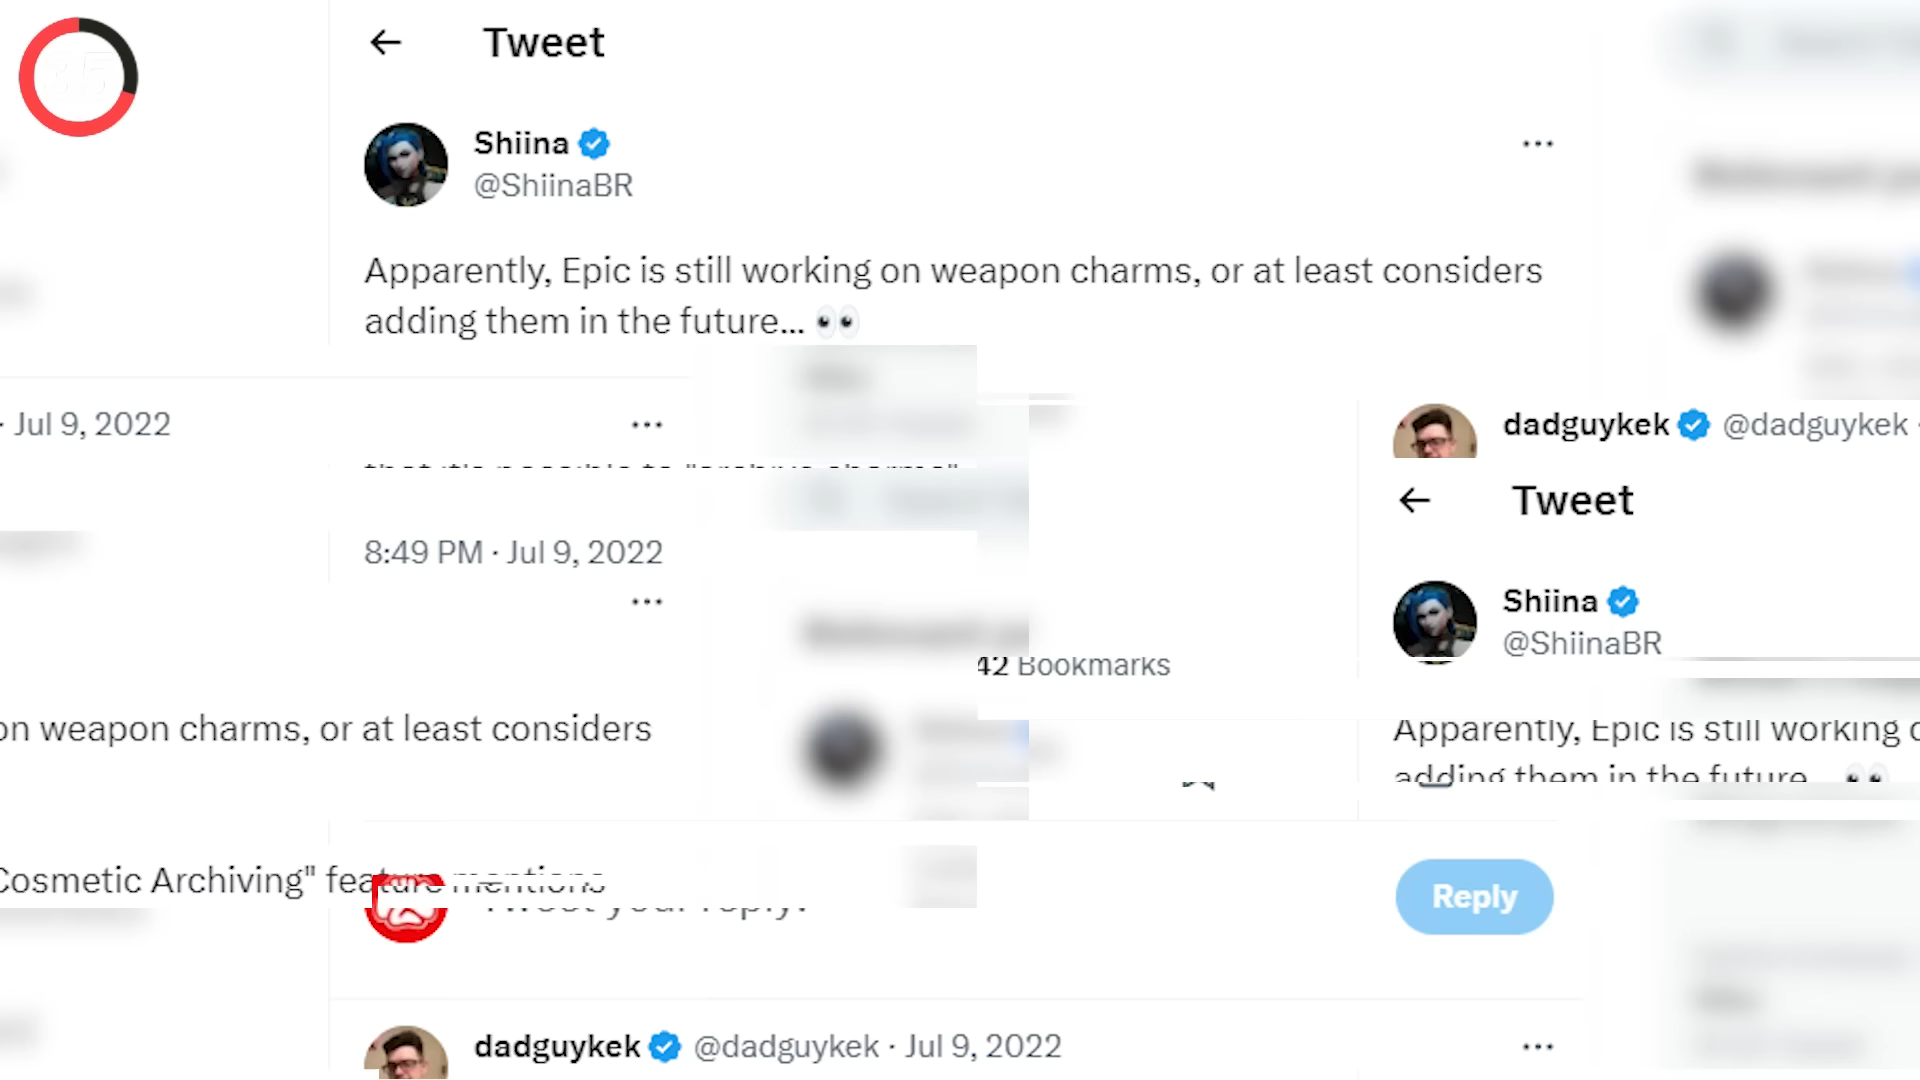 Tweet
Shiina
@ShiinaBR
Apparently, Epic is still working on weapon charms, or at least considers
adding them in the future... 👀
· Jul 9, 2022
dadguykek @dadguykek
Tweet
8:49 PM · Jul 9, 2022
Shiina
@ShiinaBR
42 Bookmarks
on weapon charms, or at least considers
Apparently, Epic is still working
adding them in the future 👀
Cosmetic Archiving" feature mentions
Tweet your reply!
Reply
dadguykek @dadguykek · Jul 9, 2022